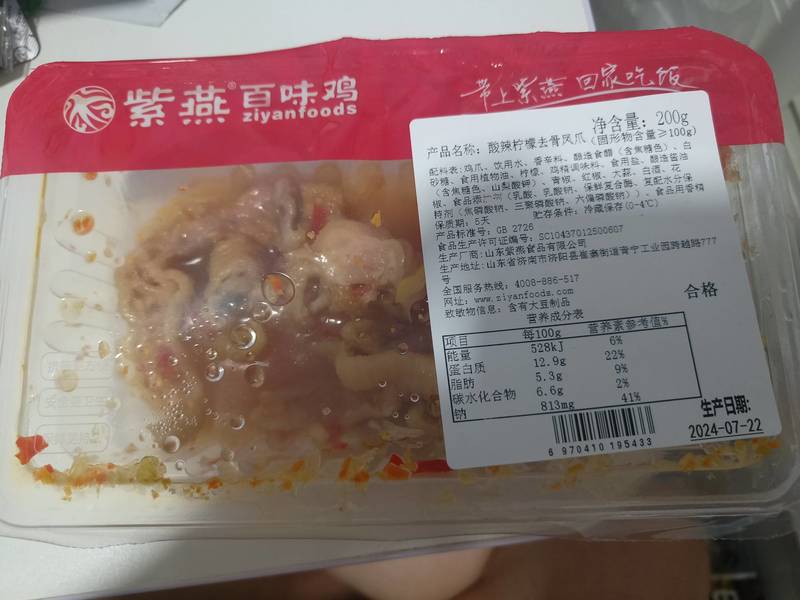 紫燕®百味鸡
ziyanfoods
带上紫燕 回家吃饭
净含量：200g
产品名称：酸辣柠檬去骨凤爪（固形物含量≥100g）
配料表：鸡爪、饮用水、香辛料、酿造食醋（含焦糖色）、白
砂糖、食用植物油、柠檬、鸡精调味料、食用盐、酿造酱油
（含焦糖色、山梨酸钾）、青椒、红椒、大蒜、白酒、花
椒、食品添加剂（乳酸、乳酸钠、保鲜复合酶、复配水分保
持剂（焦磷酸钠、三聚磷酸钠、六偏磷酸钠））、食品用香精
保质期：5天 贮存条件：冷藏保存(0-4℃)
产品标准号：GB 2726
食品生产许可证编号：SC10437012500607
生产厂商：山东紫燕食品有限公司
生产地址：山东省济南市济阳县崔寨街道青宁工业园跨越路777
号
全国服务热线：4008-886-517
网址：www.ziyanfoods.com
致敏物信息：含有大豆制品
合格
营养成分表
项目 每100g 营养素参考值%
能量 528kJ 6%
蛋白质 12.9g 22%
脂肪 5.3g 9%
碳水化合物 6.6g 2%
钠 813mg 41%
生产日期：
2024-07-22
6 970410 195433